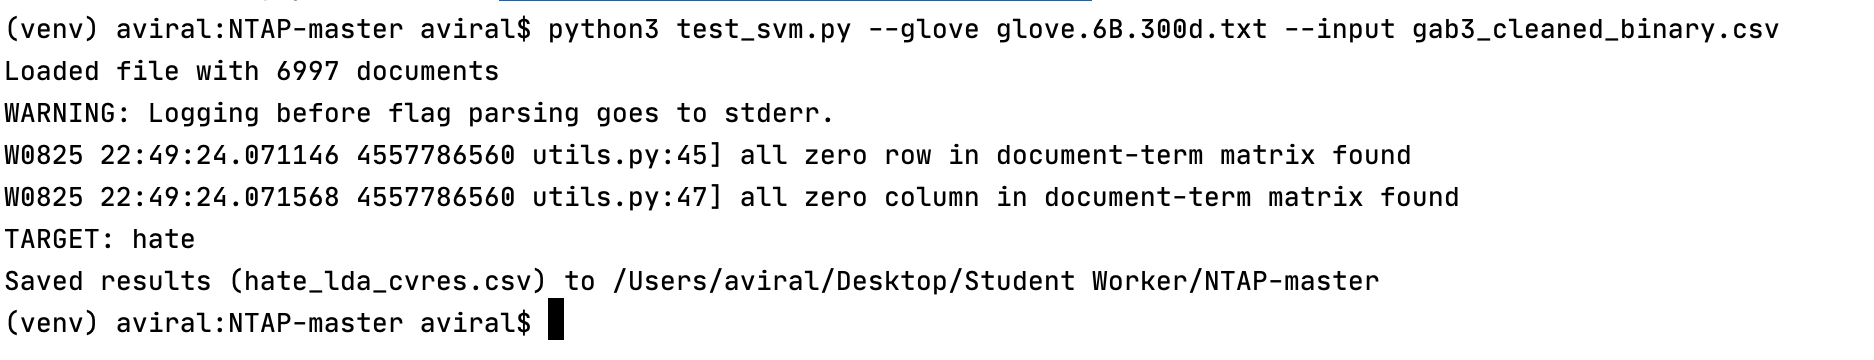 (venv) aviral:NTAP-master aviral$ python3 test_svm.py --glove glove.6B.300d.txt --input gab3_cleaned_binary.csv
Loaded file with 6997 documents
WARNING: Logging before flag parsing goes to stderr.
W0825 22:49:24.071146 4557786560 utils.py:45] all zero row in document-term matrix found
W0825 22:49:24.071568 4557786560 utils.py:47] all zero column in document-term matrix found
TARGET: hate
Saved results (hate_lda_cvres.csv) to /Users/aviral/Desktop/Student Worker/NTAP-master
(venv) aviral:NTAP-master aviral$